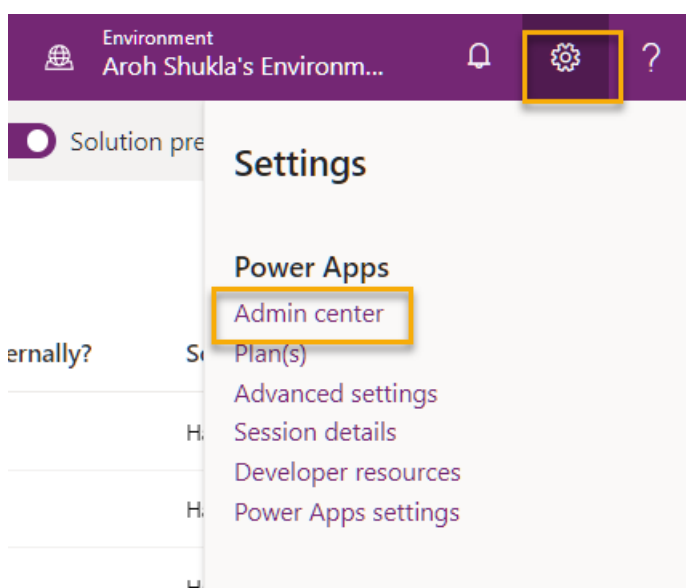 Environment
Aroh Shukla's Environm...
?
Solution pre
Settings
Power Apps
Admin center
ernally?
Plan(s)
Advanced settings
Session details
Developer resources
Power Apps settings